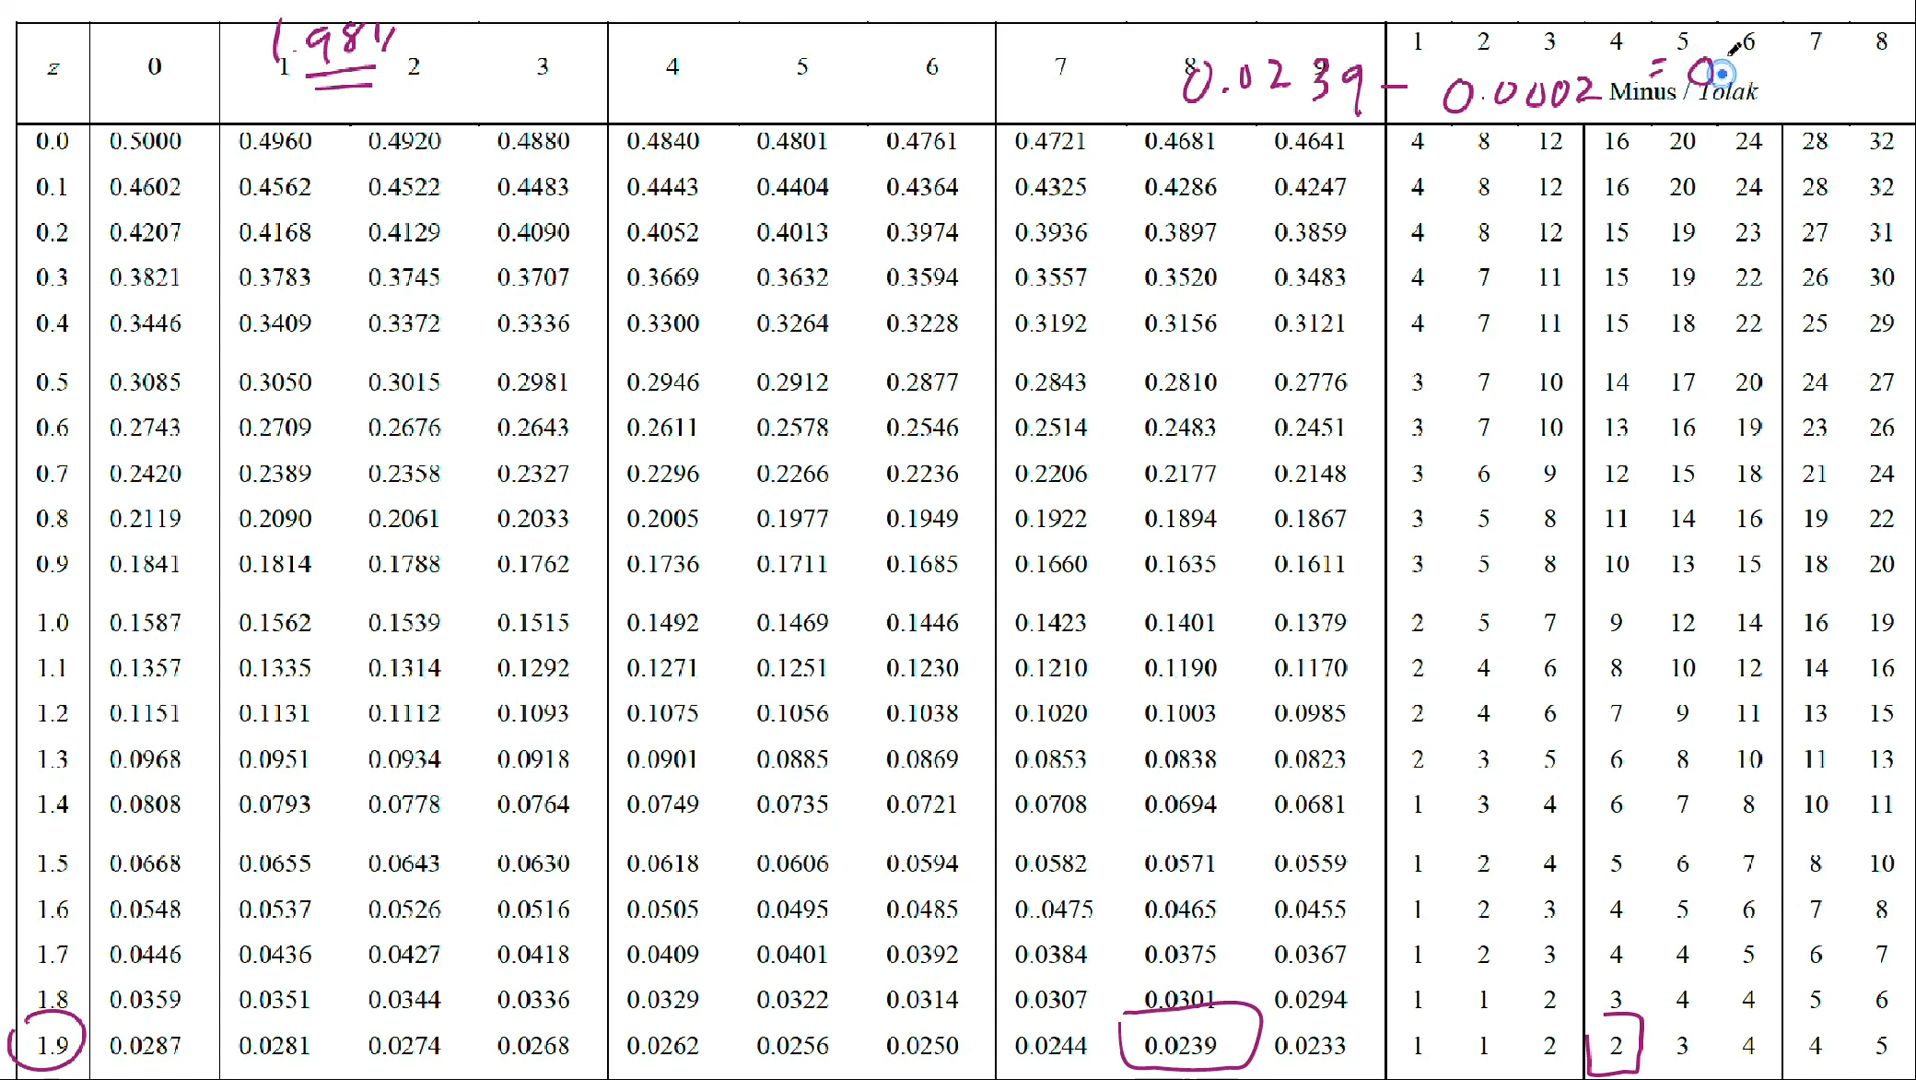 1 2 3 4 5 6 7 8
1.984
z 0 1 2 3 4 5 6 7 8 9
0.0239 - 0.0002 = 0
Minus / Tolak
0.0 0.5000 0.4960 0.4920 0.4880 0.4840 0.4801 0.4761 0.4721 0.4681 0.4641 4 8 12 16 20 24 28 32
0.1 0.4602 0.4562 0.4522 0.4483 0.4443 0.4404 0.4364 0.4325 0.4286 0.4247 4 8 12 16 20 24 28 32
0.2 0.4207 0.4168 0.4129 0.4090 0.4052 0.4013 0.3974 0.3936 0.3897 0.3859 4 8 12 15 19 23 27 31
0.3 0.3821 0.3783 0.3745 0.3707 0.3669 0.3632 0.3594 0.3557 0.3520 0.3483 4 7 11 15 19 22 26 30
0.4 0.3446 0.3409 0.3372 0.3336 0.3300 0.3264 0.3228 0.3192 0.3156 0.3121 4 7 11 15 18 22 25 29
0.5 0.3085 0.3050 0.3015 0.2981 0.2946 0.2912 0.2877 0.2843 0.2810 0.2776 3 7 10 14 17 20 24 27
0.6 0.2743 0.2709 0.2676 0.2643 0.2611 0.2578 0.2546 0.2514 0.2483 0.2451 3 7 10 13 16 19 23 26
0.7 0.2420 0.2389 0.2358 0.2327 0.2296 0.2266 0.2236 0.2206 0.2177 0.2148 3 6 9 12 15 18 21 24
0.8 0.2119 0.2090 0.2061 0.2033 0.2005 0.1977 0.1949 0.1922 0.1894 0.1867 3 5 8 11 14 16 19 22
0.9 0.1841 0.1814 0.1788 0.1762 0.1736 0.1711 0.1685 0.1660 0.1635 0.1611 3 5 8 10 13 15 18 20
1.0 0.1587 0.1562 0.1539 0.1515 0.1492 0.1469 0.1446 0.1423 0.1401 0.1379 2 5 7 9 12 14 16 19
1.1 0.1357 0.1335 0.1314 0.1292 0.1271 0.1251 0.1230 0.1210 0.1190 0.1170 2 4 6 8 10 12 14 16
1.2 0.1151 0.1131 0.1112 0.1093 0.1075 0.1056 0.1038 0.1020 0.1003 0.0985 2 4 6 7 9 11 13 15
1.3 0.0968 0.0951 0.0934 0.0918 0.0901 0.0885 0.0869 0.0853 0.0838 0.0823 2 3 5 6 8 10 11 13
1.4 0.0808 0.0793 0.0778 0.0764 0.0749 0.0735 0.0721 0.0708 0.0694 0.0681 1 3 4 6 7 8 10 11
1.5 0.0668 0.0655 0.0643 0.0630 0.0618 0.0606 0.0594 0.0582 0.0571 0.0559 1 2 4 5 6 7 8 10
1.6 0.0548 0.0537 0.0526 0.0516 0.0505 0.0495 0.0485 0..0475 0.0465 0.0455 1 2 3 4 5 6 7 8
1.7 0.0446 0.0436 0.0427 0.0418 0.0409 0.0401 0.0392 0.0384 0.0375 0.0367 1 2 3 4 4 5 6 7
1.8 0.0359 0.0351 0.0344 0.0336 0.0329 0.0322 0.0314 0.0307 0.0301 0.0294 1 1 2 3 4 4 5 6
1.9 0.0287 0.0281 0.0274 0.0268 0.0262 0.0256 0.0250 0.0244 0.0239 0.0233 1 1 2 2 3 4 4 5